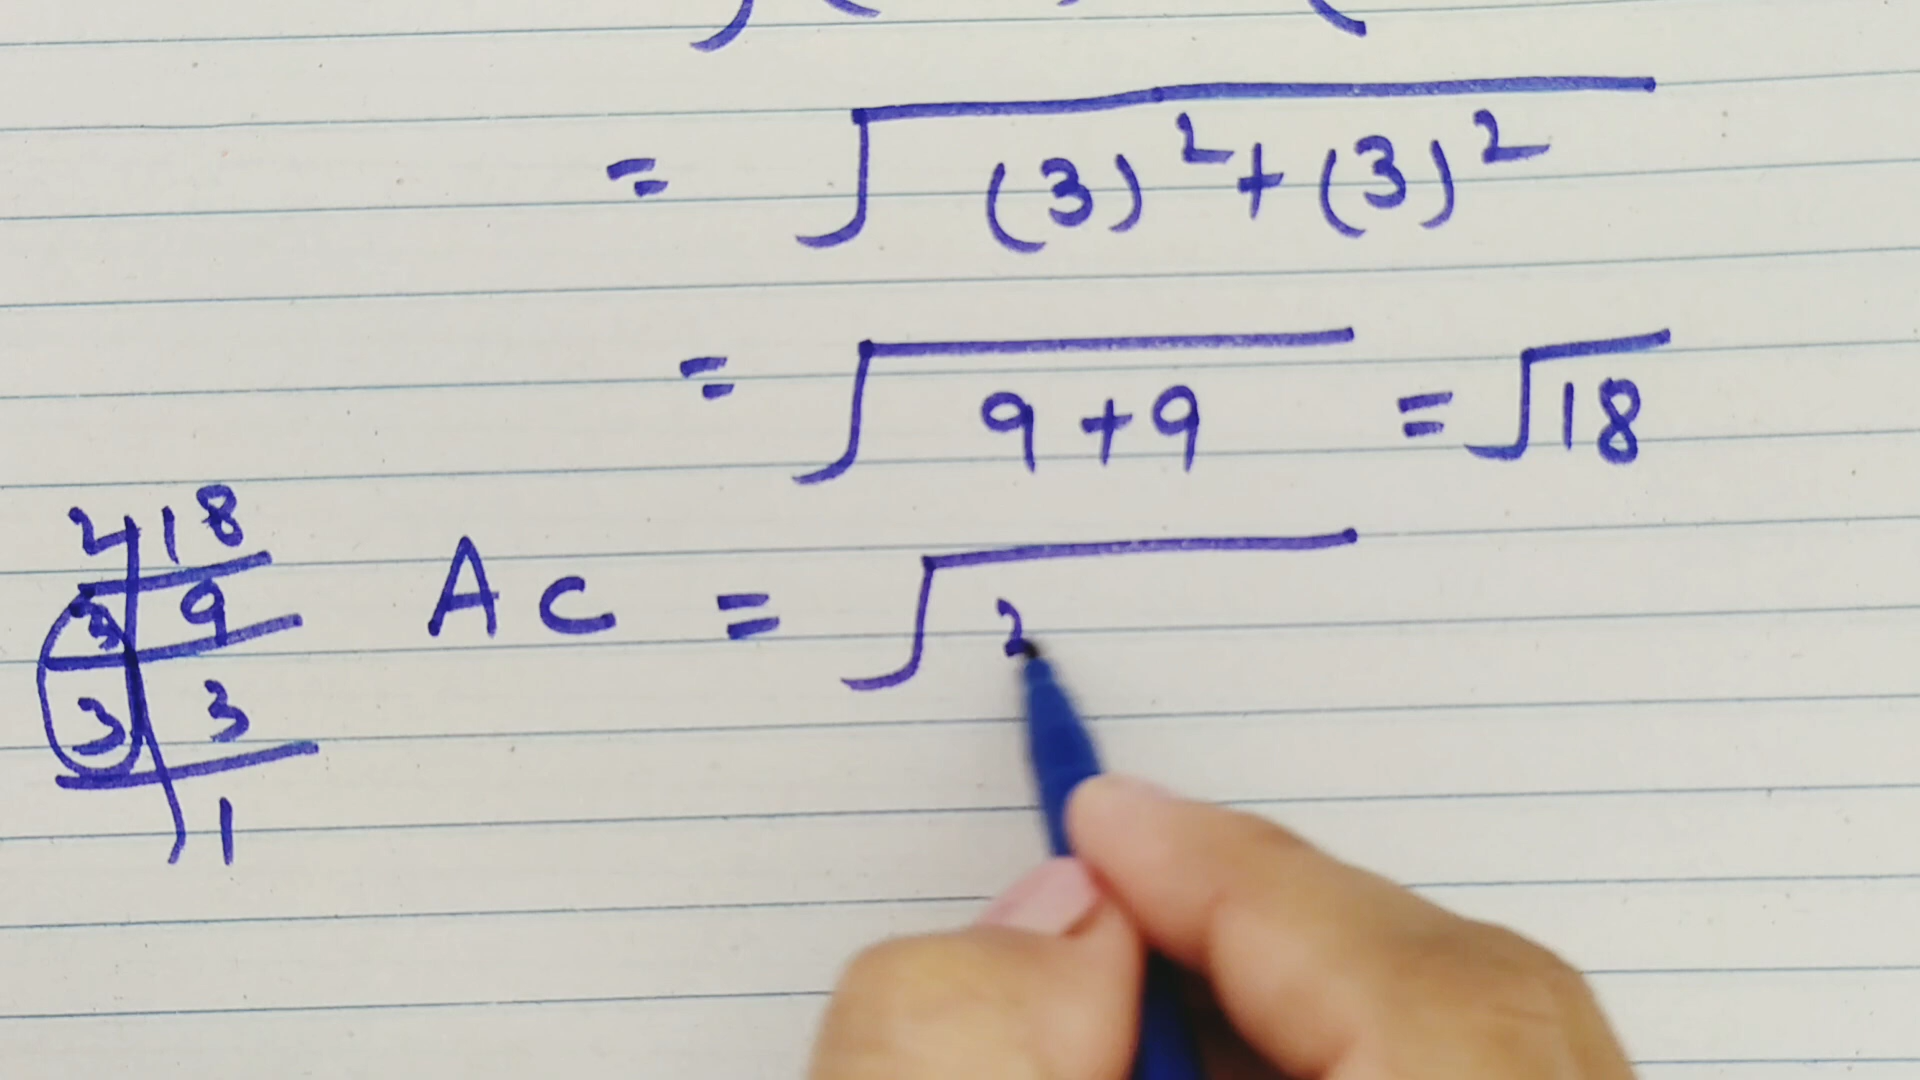 = √(3)² + (3)²
= √9 + 9 = √18
2 | 18
3 | 9
3 | 3
1
AC = √2